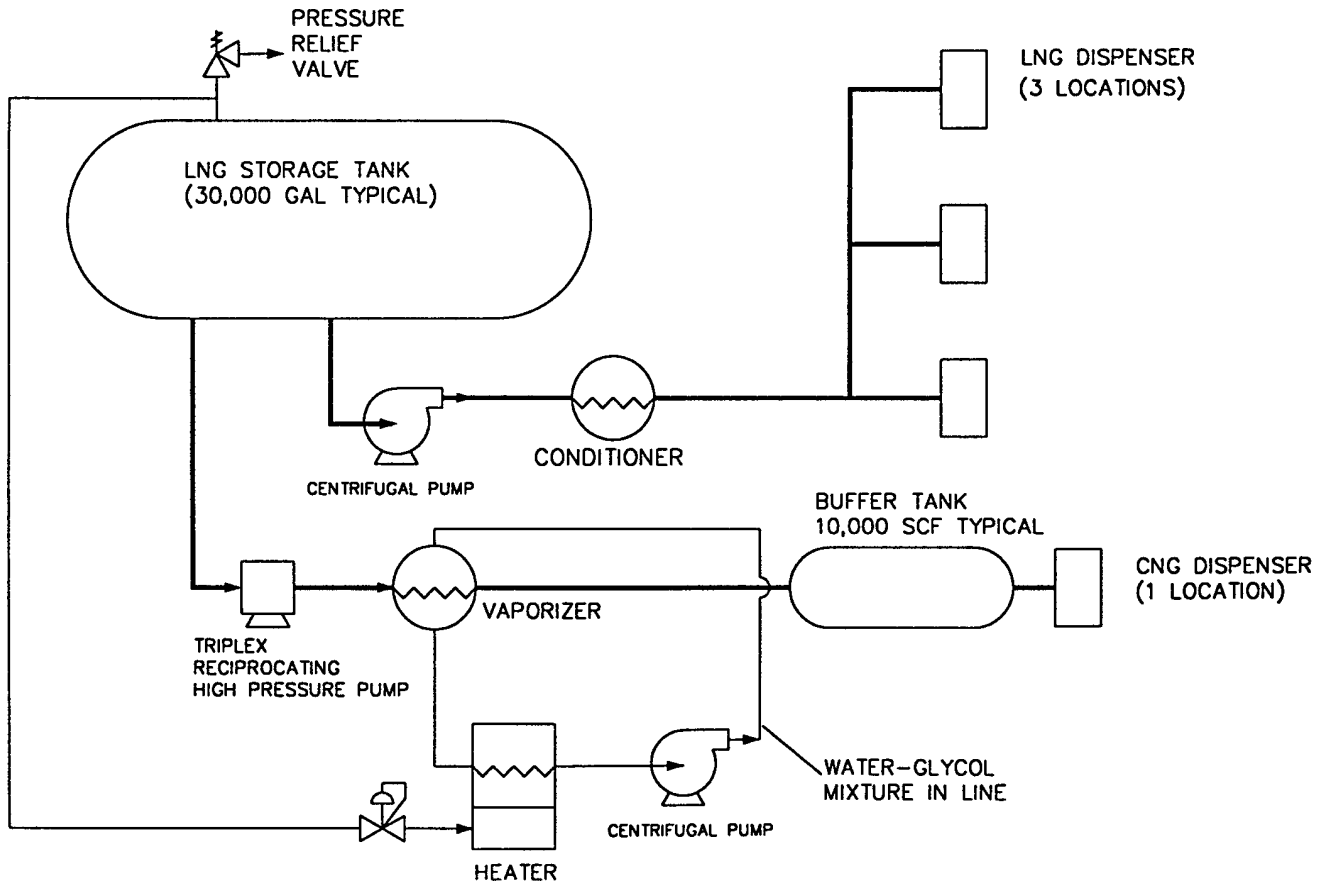 PRESSURE
RELIEF
VALVE
LNG DISPENSER
(3 LOCATIONS)
LNG STORAGE TANK
(30,000 GAL TYPICAL)
CONDITIONER
CENTRIFUGAL PUMP
BUFFER TANK
10,000 SCF TYPICAL
CNG DISPENSER
(1 LOCATION)
VAPORIZER
TRIPLEX
RECIPROCATING
HIGH PRESSURE PUMP
WATER-GLYCOL
MIXTURE IN LINE
CENTRIFUGAL PUMP
HEATER